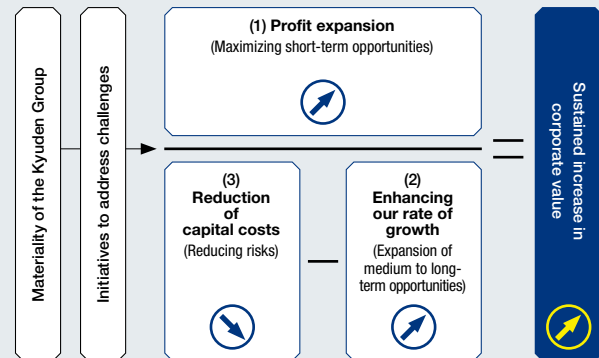 Materiality of the Kyuden Group
Initiatives to address challenges
(1) Profit expansion
(Maximizing short-term opportunities)
(3)
Reduction
of
capital costs
(Reducing risks)
(2)
Enhancing
our rate of
growth
(Expansion of
medium to long-
term opportunities)
Sustained increase in
corporate value